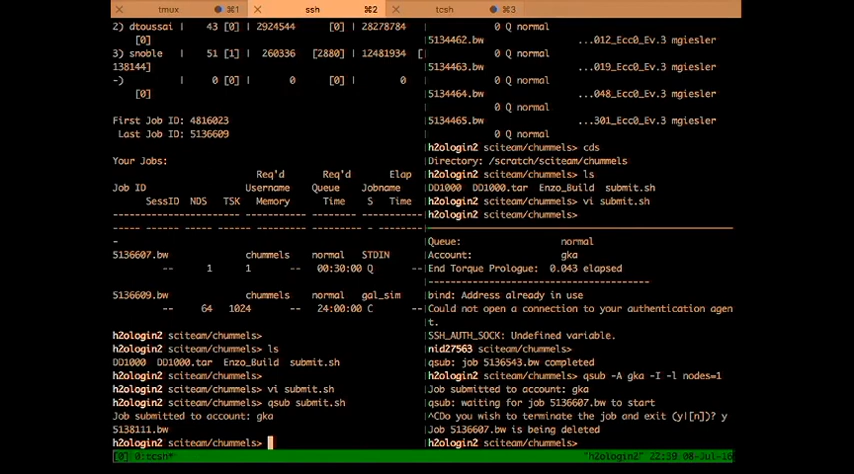 tmux ⌘1 ssh ⌘2 tcsh ⌘3
2) dtoussai | 43 [0] | 2924544 [0] | 28278784
[0]
3) snoble | 51 [1] | 260336 [2880] | 12481934 [
138144]
-) | 0 [0] | 0 [0] | 0
[0]
First Job ID: 4816023
Last Job ID: 5136609
Your Jobs:
Req'd Req'd Elap
Job ID Username Queue Jobname
SessID NDS TSK Memory Time S Time
----------------------- ----------- -------- ----------
----- ----- ------ ------ --------- - ---------
-
5136607.bw chummels normal STDIN
-- 1 1 -- 00:30:00 Q --
5136609.bw chummels normal gal_sim
-- 64 1024 -- 24:00:00 C --
h2ologin2 sciteam/chummels>
h2ologin2 sciteam/chummels> ls
DD1000 DD1000.tar Enzo_Build submit.sh
h2ologin2 sciteam/chummels>
h2ologin2 sciteam/chummels> vi submit.sh
h2ologin2 sciteam/chummels> qsub submit.sh
Job submitted to account: gka
5138111.bw
h2ologin2 sciteam/chummels>
0 Q normal
5134462.bw ...012_Ecc0_Ev.3 mgiesler
0 Q normal
5134463.bw ...019_Ecc0_Ev.3 mgiesler
0 Q normal
5134464.bw ...048_Ecc0_Ev.3 mgiesler
0 Q normal
5134465.bw ...301_Ecc0_Ev.3 mgiesler
0 Q normal
h2ologin2 sciteam/chummels> cds
Directory: /scratch/sciteam/chummels
h2ologin2 sciteam/chummels> ls
DD1000 DD1000.tar Enzo_Build submit.sh
h2ologin2 sciteam/chummels> vi submit.sh
h2ologin2 sciteam/chummels>
Queue: normal
Account: gka
End Torque Prologue: 0.043 elapsed
----------------------------------------
bind: Address already in use
Could not open a connection to your authentication agen
t.
SSH_AUTH_SOCK: Undefined variable.
nid27563 sciteam/chummels>
qsub: job 5136543.bw completed
h2ologin2 sciteam/chummels> qsub -A gka -I -l nodes=1
Job submitted to account: gka
qsub: waiting for job 5136607.bw to start
^CDo you wish to terminate the job and exit (y|[n])? y
Job 5136607.bw is being deleted
h2ologin2 sciteam/chummels>
[0] 0:tcsh* "h2ologin2" 22:39 08-Jul-16